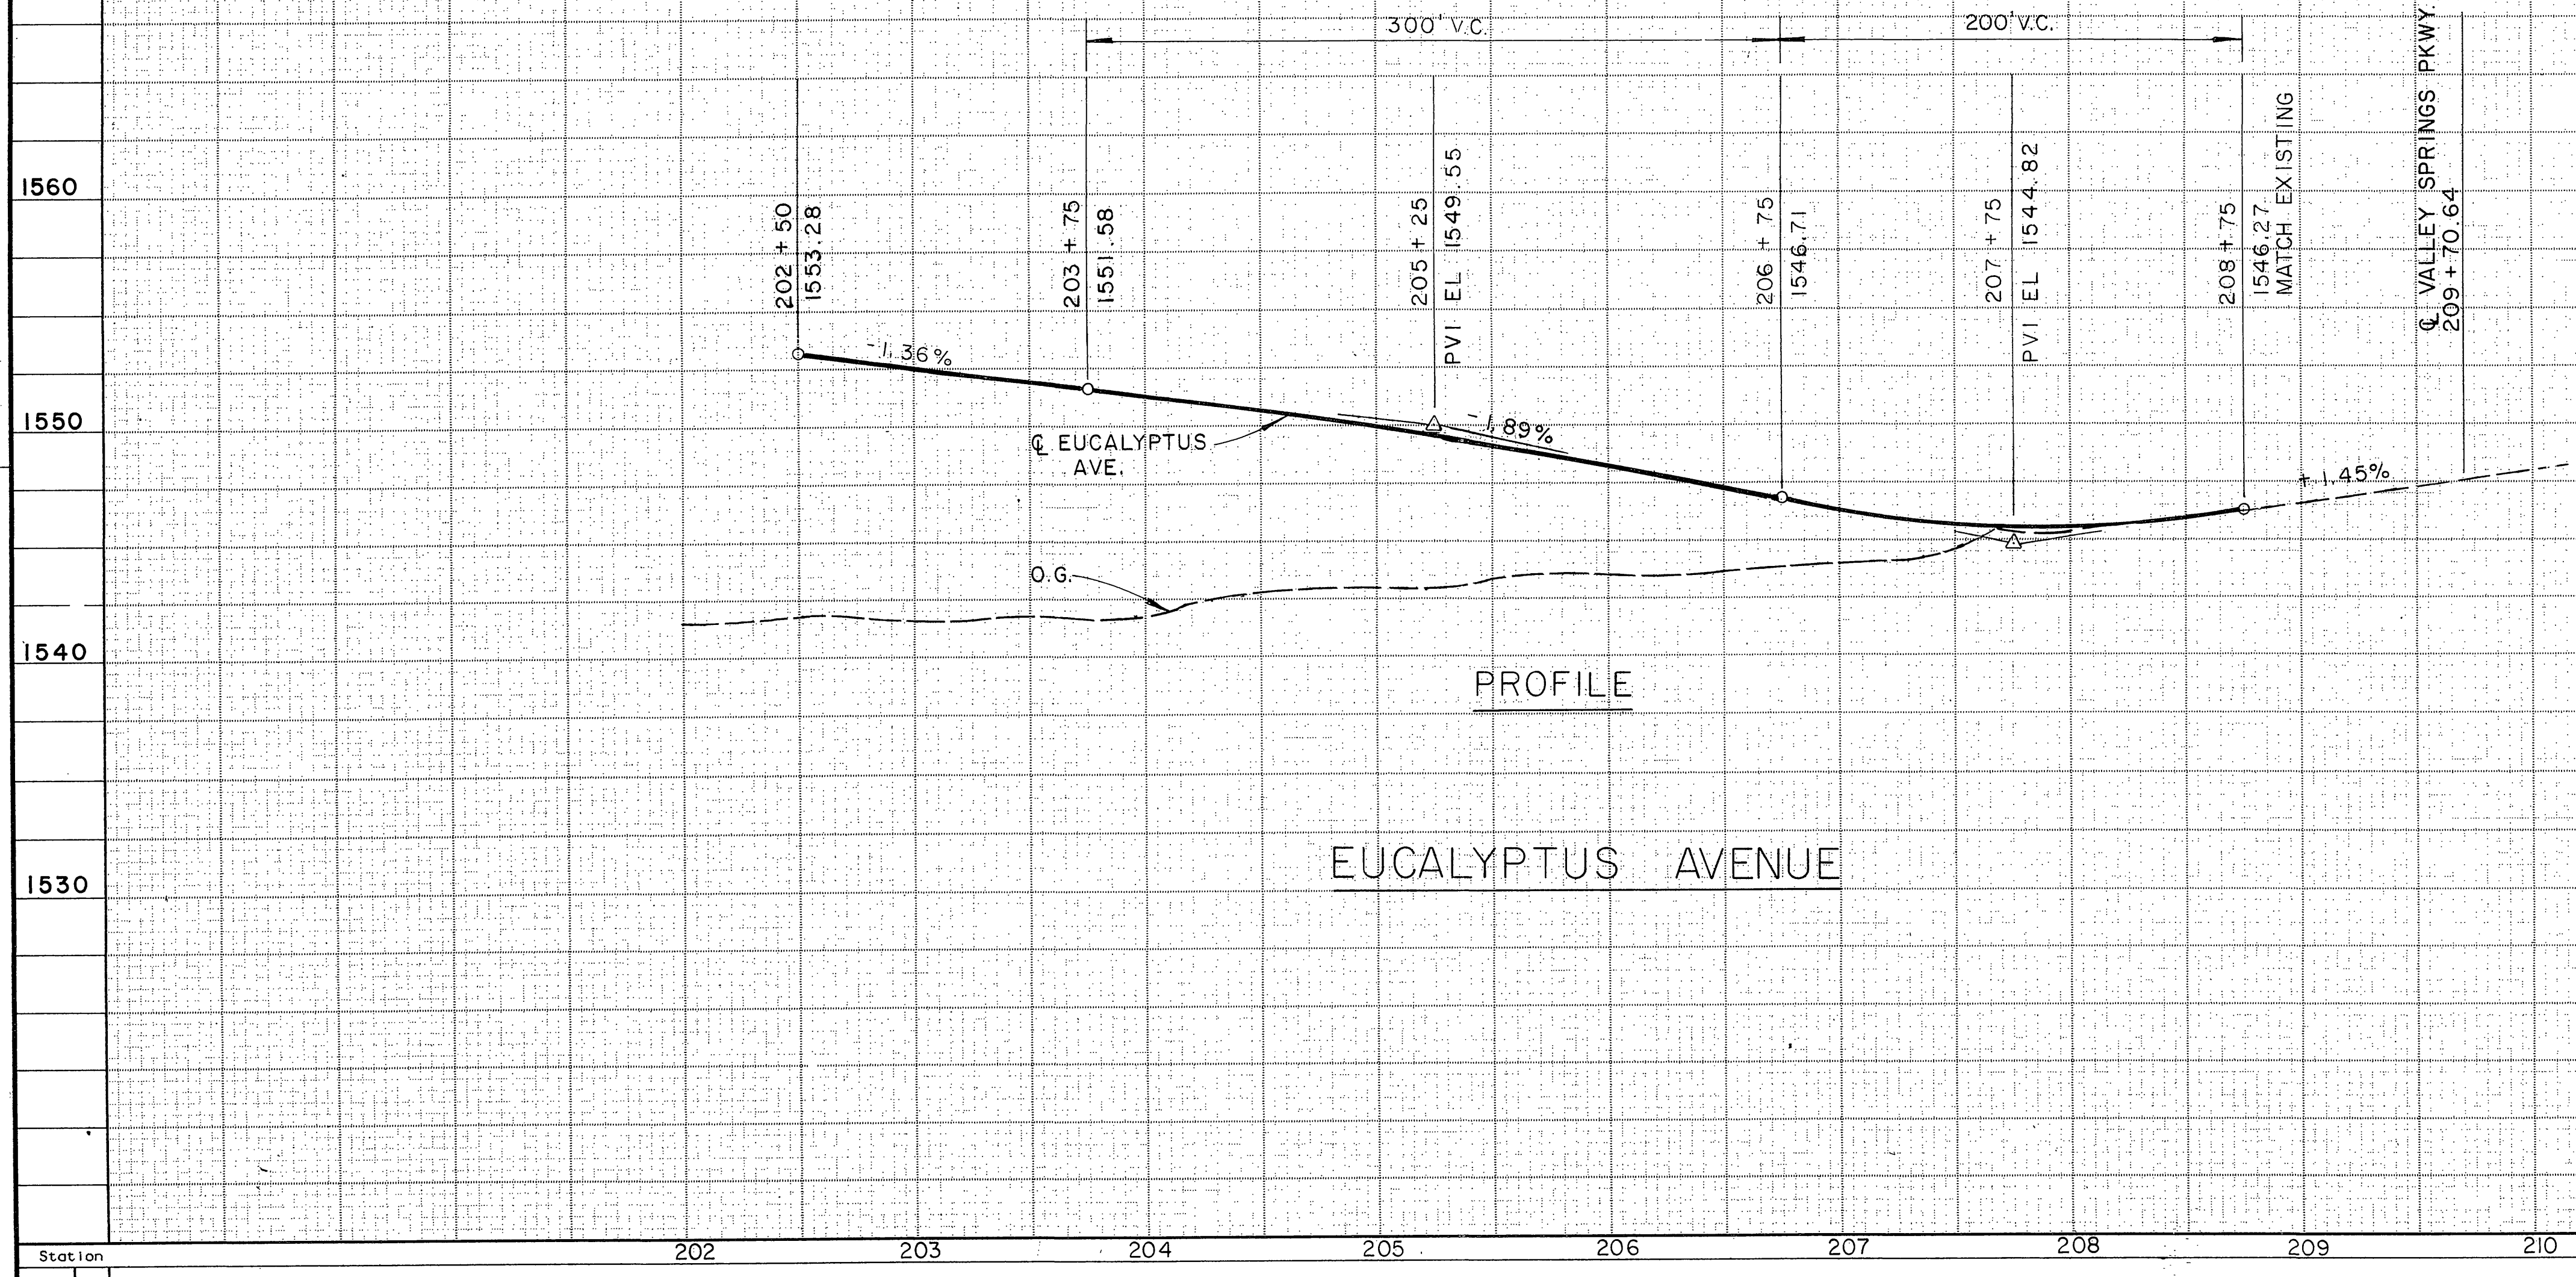 300' V.C.
200' V.C.
1560
1550
1540
1530
202 + 50
1553.28
203 + 75
1551.58
205 + 25
PVI EL 1549.55
206 + 75
1546.71
207 + 75
PVI EL 1544.82
208 + 75
1546.27
MATCH EXISTING
℄ VALLEY SPRINGS PKWY.
209 + 70.64
-1.36%
-1.89%
+1.45%
℄ EUCALYPTUS
AVE.
O.G.
PROFILE
EUCALYPTUS AVENUE
Station
202 203 204 205 206 207 208 209 210